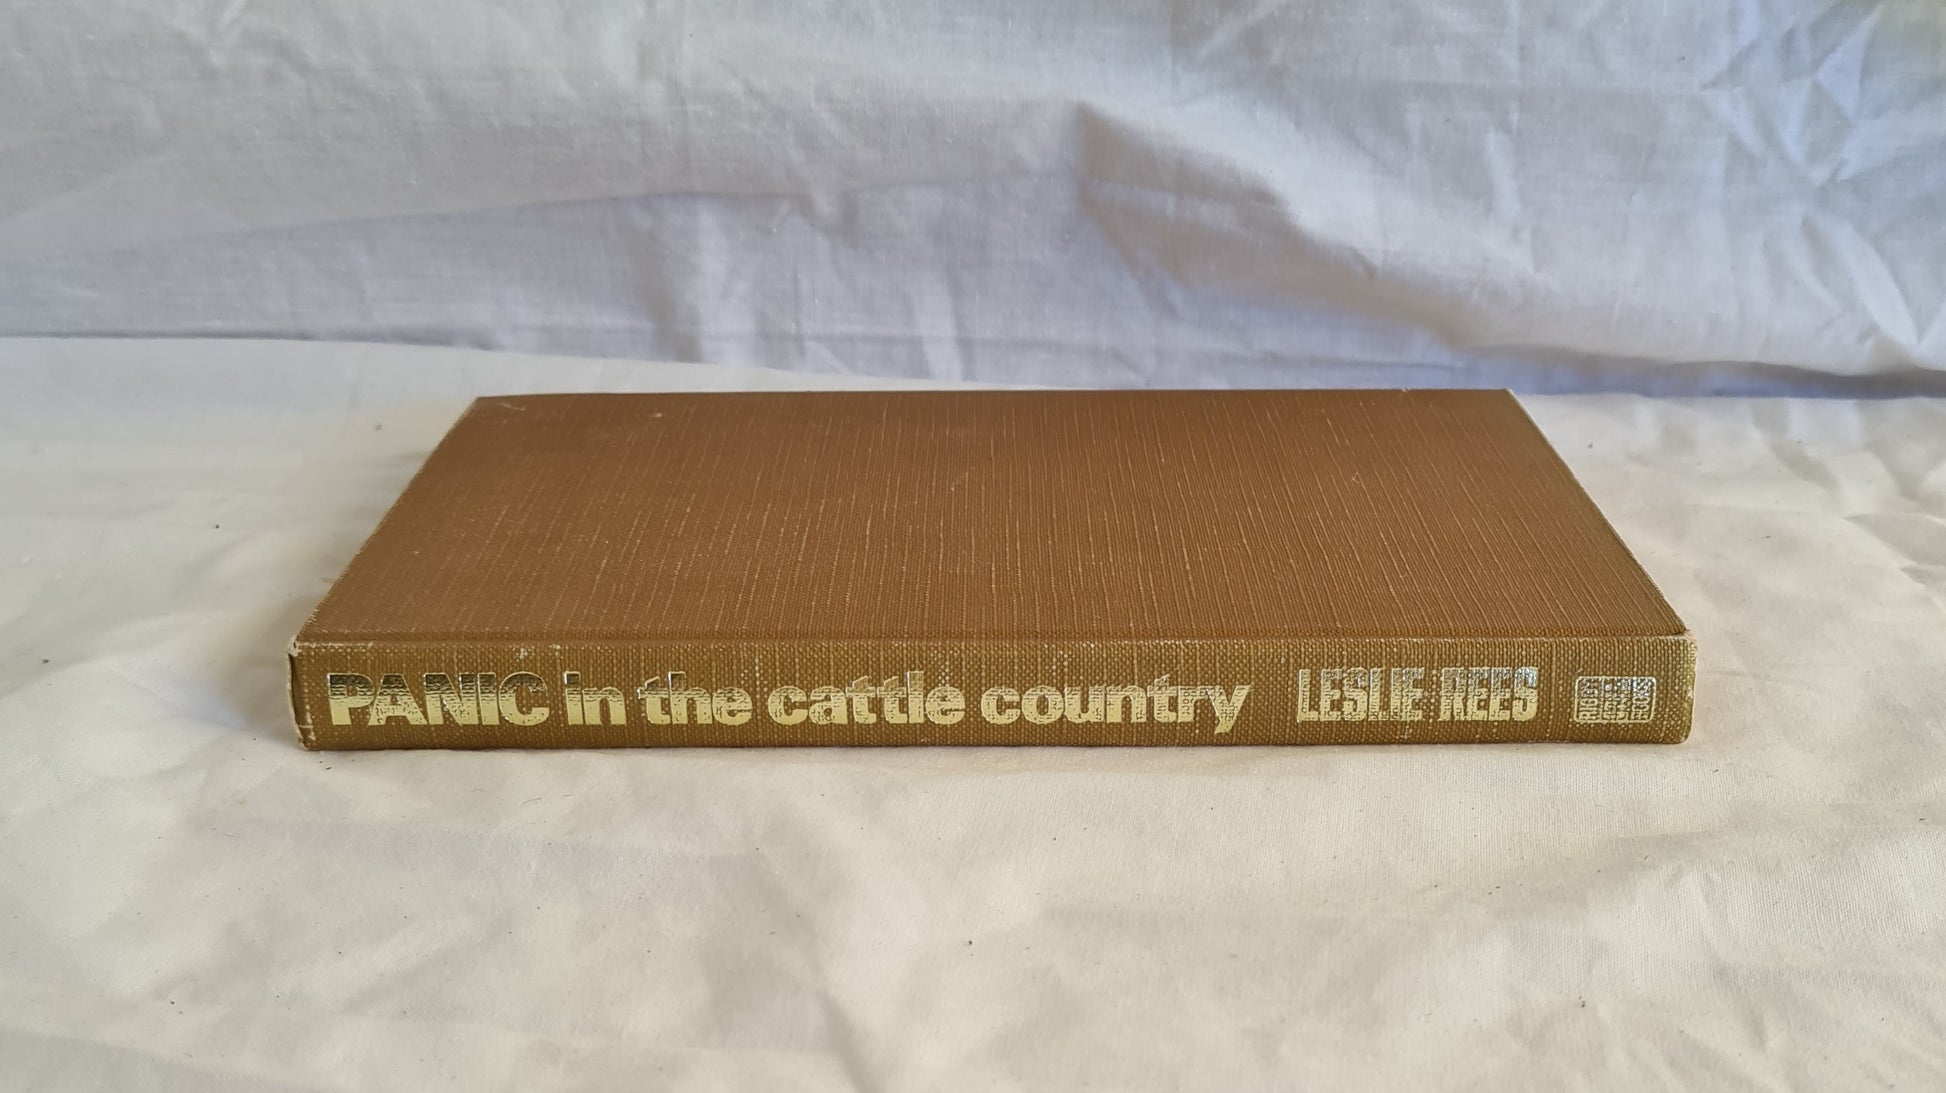 PANIC in the cattle country LESLIE REES